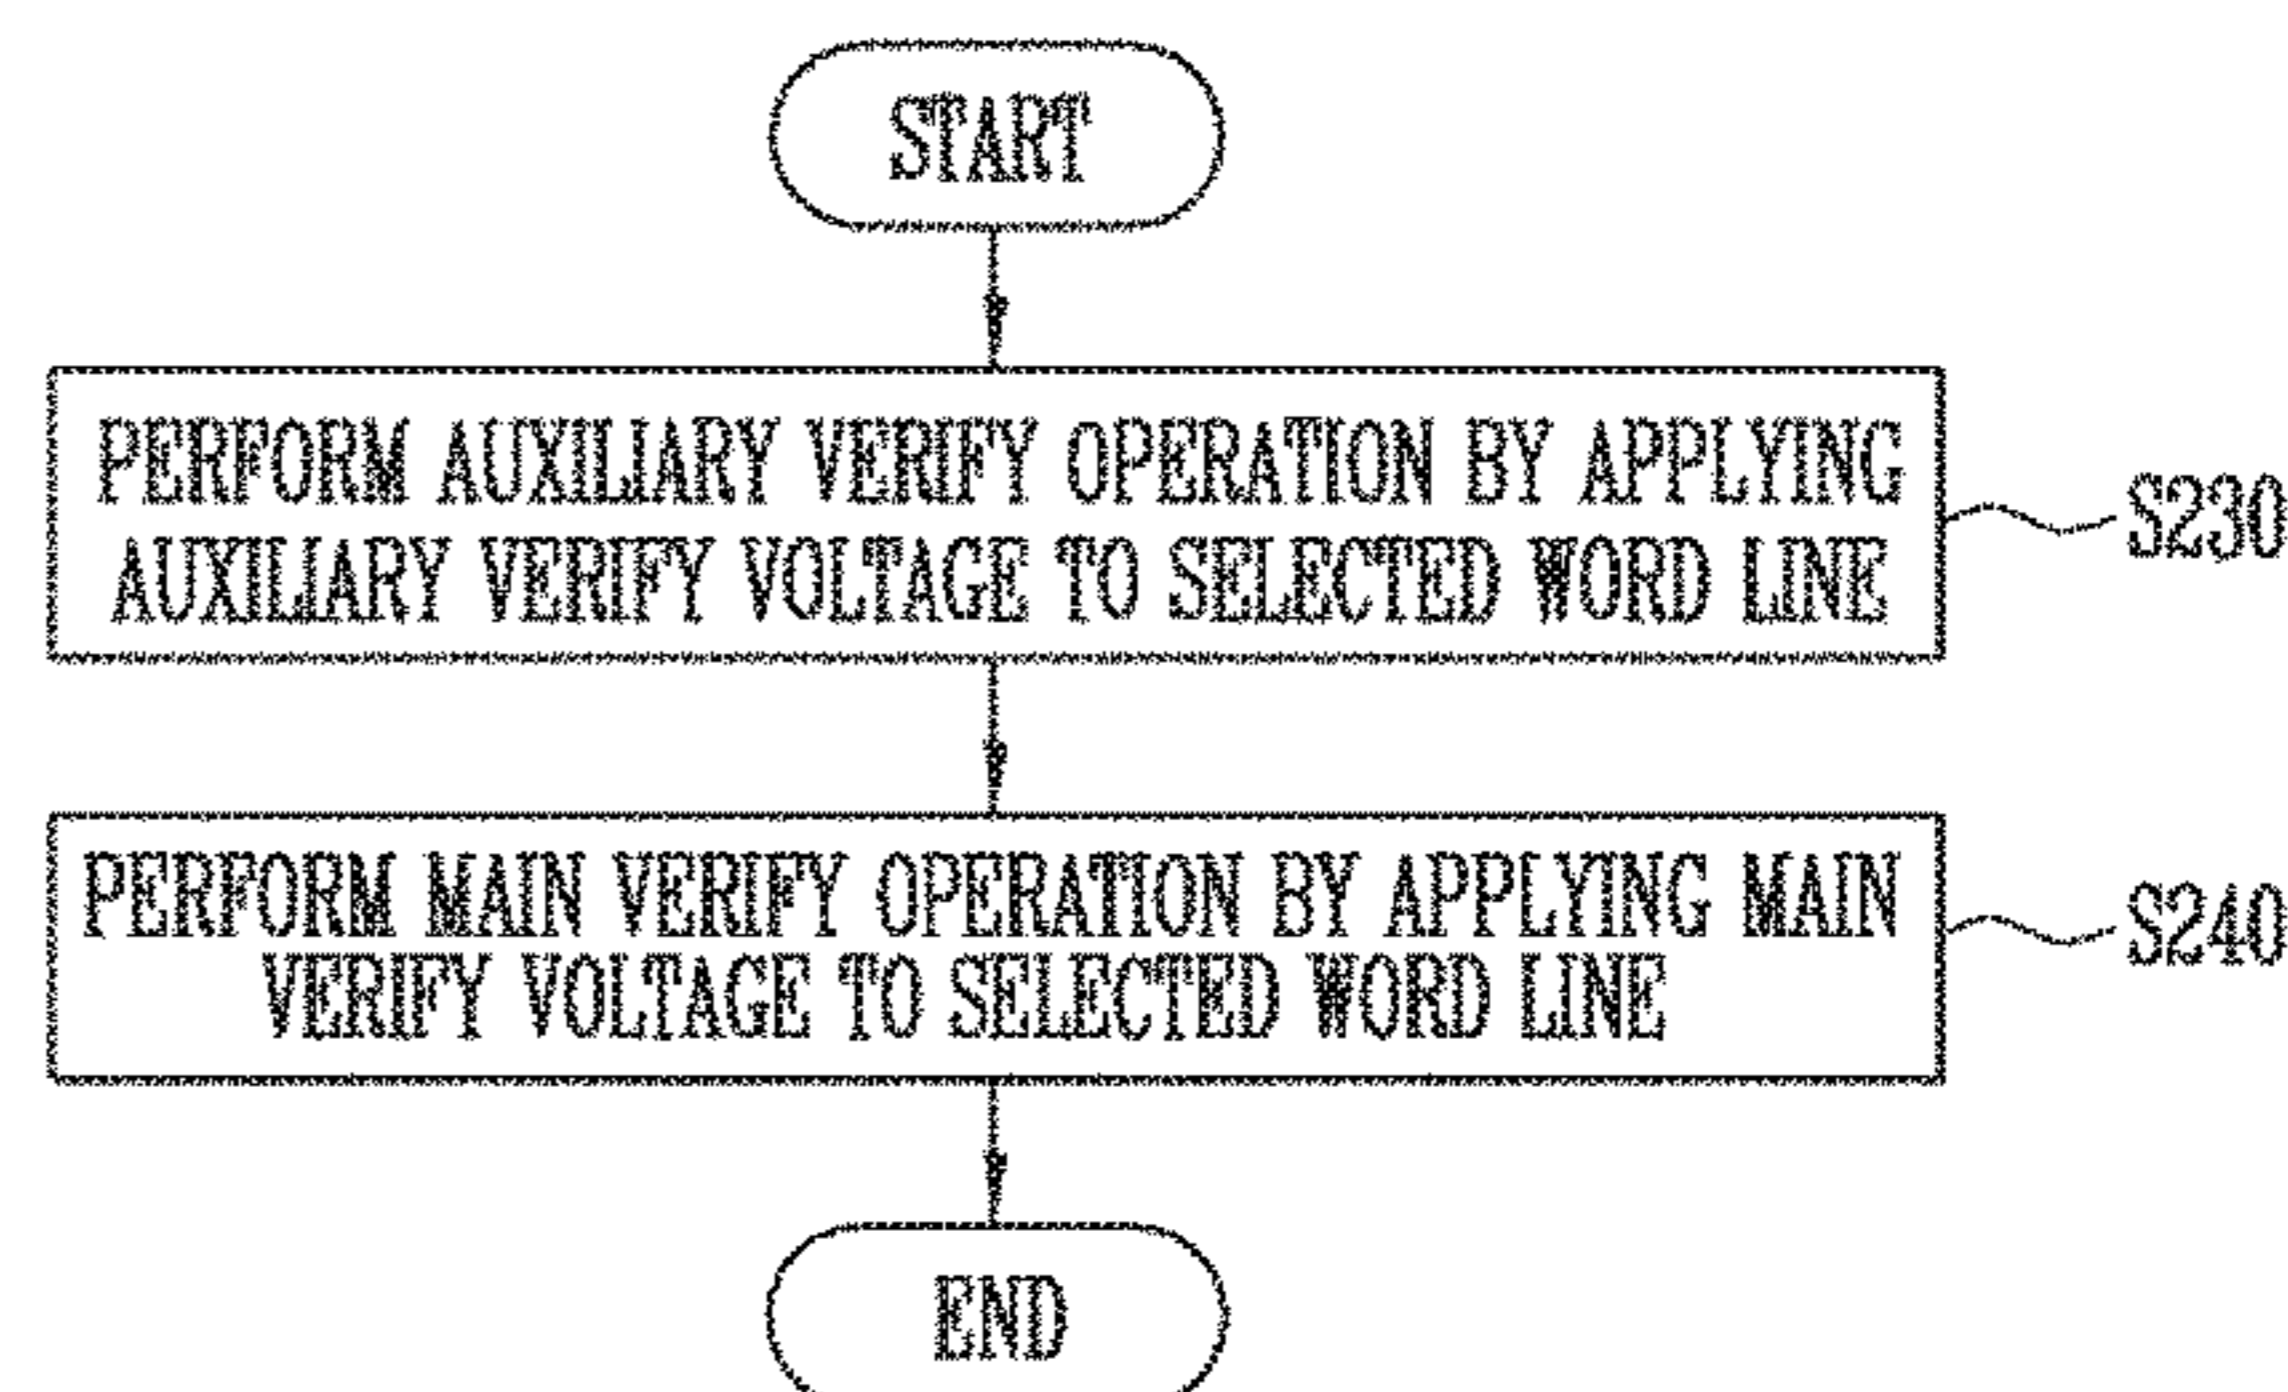 START
PERFORM AUXILIARY VERIFY OPERATION BY APPLYING
AUXILIARY VERIFY VOLTAGE TO SELECTED WORD LINE
S230
PERFORM MAIN VERIFY OPERATION BY APPLYING MAIN
VERIFY VOLTAGE TO SELECTED WORD LINE
S240
END